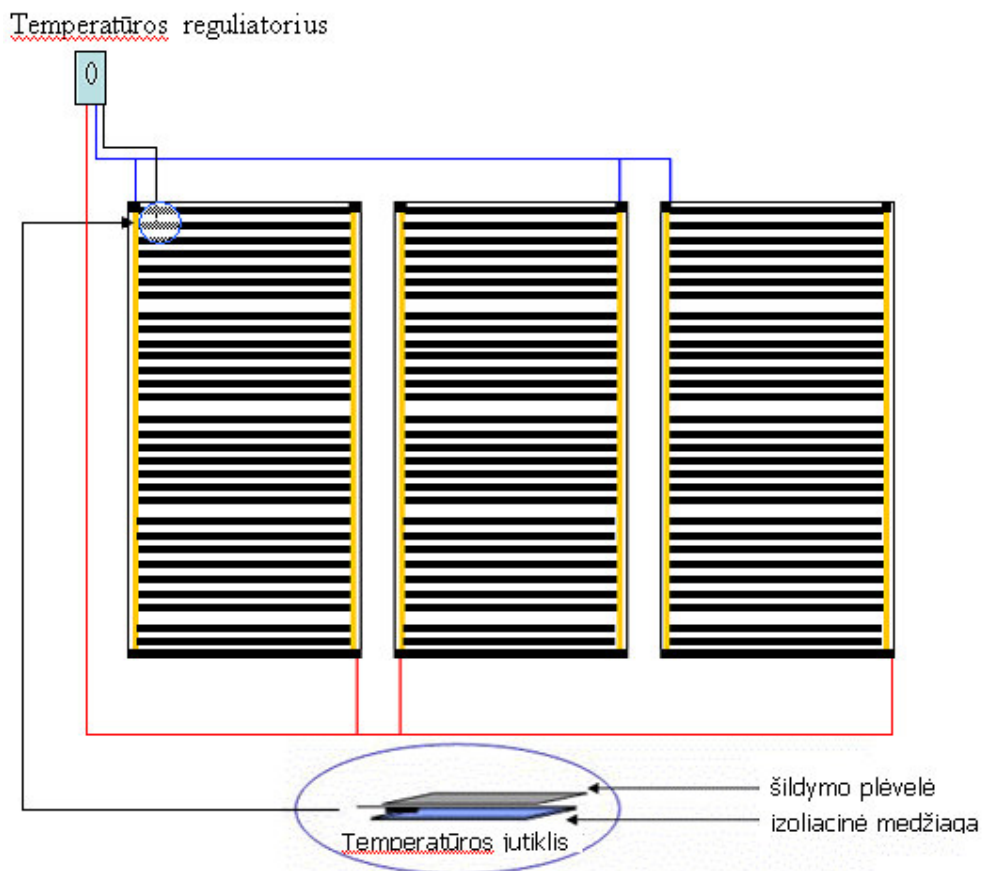 Temperatūros reguliatorius
0
šildymo plėvelė
izoliacinė medžiaga
Temperatūros jutiklis